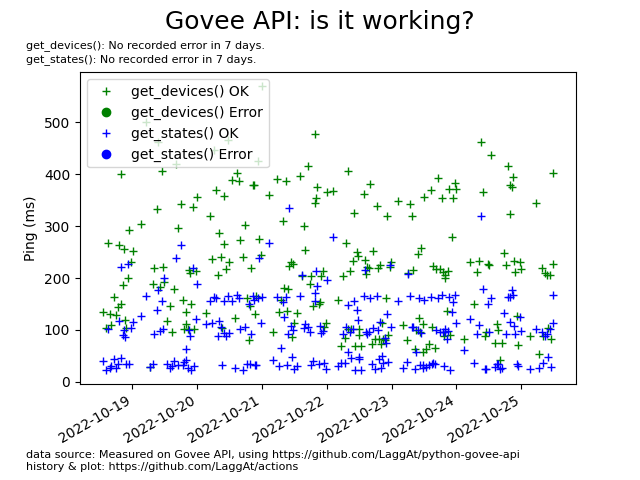 Govee API: is it working?
get_devices(): No recorded error in 7 days.
get_states(): No recorded error in 7 days.
get_devices() OK
get_devices() Error
get_states() OK
get_states() Error
Ping (ms)
500
400
300
200
100
0
2022-10-19
2022-10-20
2022-10-21
2022-10-22
2022-10-23
2022-10-24
2022-10-25
data source: Measured on Govee API, using https://github.com/LaggAt/python-govee-api
history & plot: https://github.com/LaggAt/actions